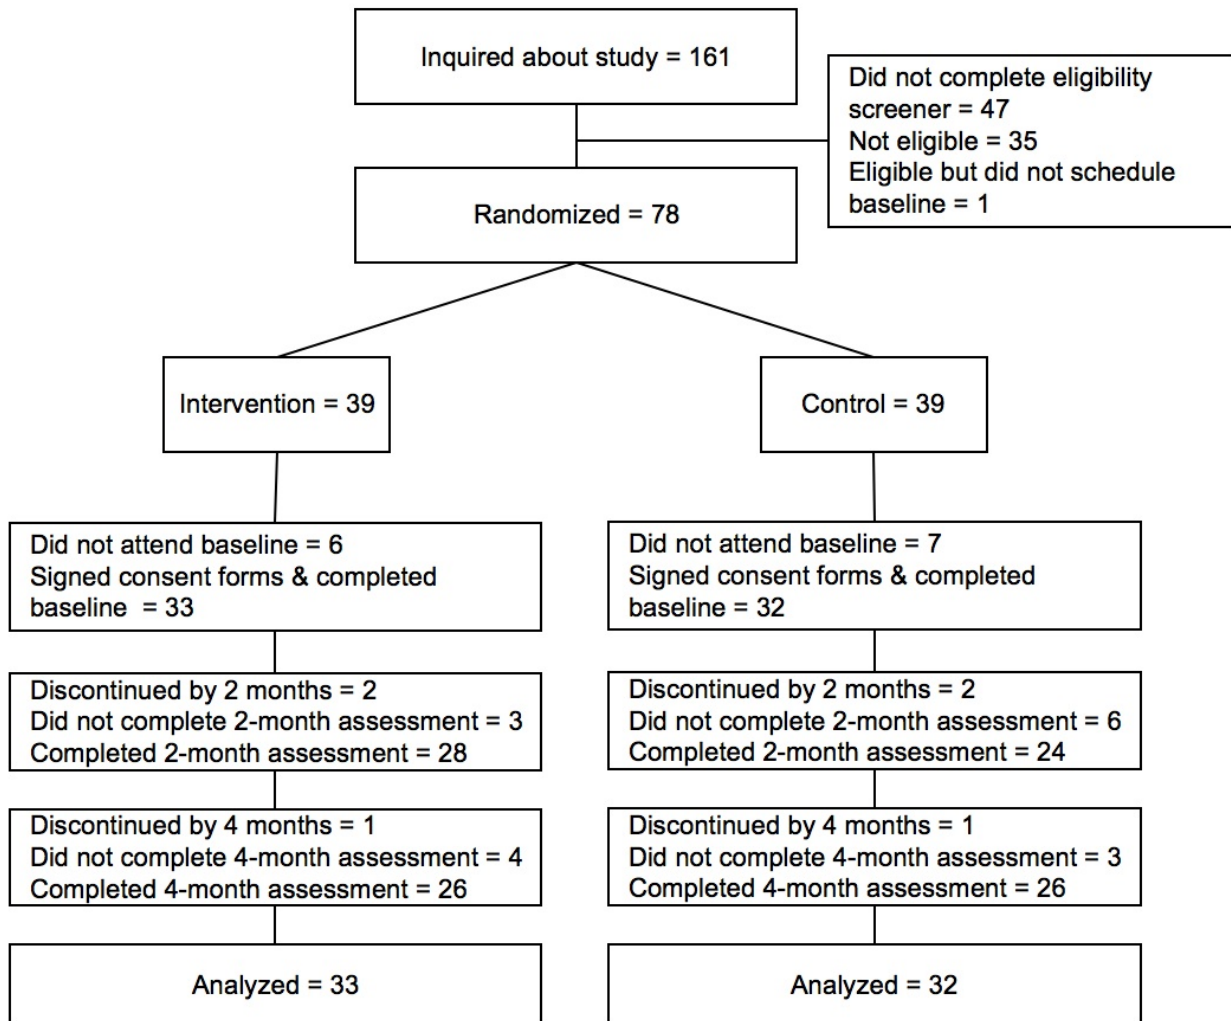 Inquired about study = 161
Did not complete eligibility
screener = 47
Not eligible = 35
Eligible but did not schedule
baseline = 1
Randomized = 78
Intervention = 39
Control = 39
Did not attend baseline = 6
Signed consent forms & completed
baseline  = 33
Did not attend baseline = 7
Signed consent forms & completed
baseline = 32
Discontinued by 2 months = 2
Did not complete 2-month assessment = 3
Completed 2-month assessment = 28
Discontinued by 2 months = 2
Did not complete 2-month assessment = 6
Completed 2-month assessment = 24
Discontinued by 4 months = 1
Did not complete 4-month assessment = 4
Completed 4-month assessment = 26
Discontinued by 4 months = 1
Did not complete 4-month assessment = 3
Completed 4-month assessment = 26
Analyzed = 33
Analyzed = 32